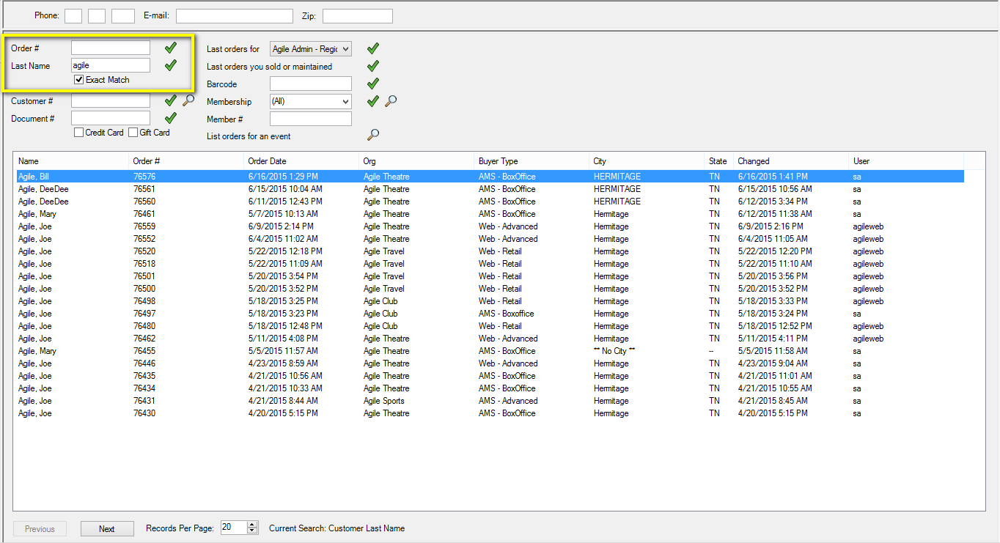 Phone: E-mail: Zip:
Order #
Last Name agile
Exact Match
Customer #
Document #
Credit Card Gift Card
Last orders for Agile Admin - Regic
Last orders you sold or maintained
Barcode
Membership (All)
Member #
List orders for an event
Name Order # Order Date Org Buyer Type City State Changed User
Agile, Bill 76576 6/16/2015 1:29 PM Agile Theatre AMS - BoxOffice HERMITAGE TN 6/16/2015 1:41 PM sa
Agile, DeeDee 76561 6/15/2015 10:04 AM Agile Theatre AMS - BoxOffice HERMITAGE TN 6/15/2015 10:56 AM sa
Agile, DeeDee 76560 6/11/2015 12:43 PM Agile Theatre AMS - BoxOffice HERMITAGE TN 6/12/2015 3:34 PM sa
Agile, Mary 76461 5/7/2015 10:13 AM Agile Theatre AMS - BoxOffice Hermitage TN 6/12/2015 11:38 AM sa
Agile, Joe 76559 6/9/2015 2:14 PM Agile Theatre Web - Advanced Hermitage TN 6/9/2015 2:16 PM agileweb
Agile, Joe 76552 6/4/2015 11:02 AM Agile Theatre Web - Advanced Hermitage TN 6/4/2015 11:05 AM agileweb
Agile, Joe 76520 5/22/2015 12:18 PM Agile Travel Web - Retail Hermitage TN 5/22/2015 12:20 PM agileweb
Agile, Joe 76518 5/22/2015 11:09 AM Agile Travel Web - Retail Hermitage TN 5/22/2015 11:10 AM agileweb
Agile, Joe 76501 5/20/2015 3:54 PM Agile Travel Web - Retail Hermitage TN 5/20/2015 3:56 PM agileweb
Agile, Joe 76500 5/20/2015 3:52 PM Agile Travel Web - Retail Hermitage TN 5/20/2015 3:52 PM agileweb
Agile, Joe 76498 5/18/2015 3:25 PM Agile Club Web - Retail Hermitage TN 5/18/2015 3:33 PM agileweb
Agile, Joe 76497 5/18/2015 3:23 PM Agile Club AMS - Boxoffice Hermitage TN 5/18/2015 3:24 PM sa
Agile, Joe 76480 5/18/2015 12:48 PM Agile Club Web - Retail Hermitage TN 5/18/2015 12:52 PM agileweb
Agile, Joe 76462 5/11/2015 4:08 PM Agile Theatre Web - Advanced Hermitage TN 5/11/2015 4:11 PM agileweb
Agile, Mary 76455 5/5/2015 11:57 AM Agile Theatre AMS - BoxOffice ** No City ** -- 5/5/2015 11:58 AM sa
Agile, Joe 76446 4/23/2015 8:59 AM Agile Theatre Web - Advanced Hermitage TN 4/23/2015 9:04 AM sa
Agile, Joe 76435 4/21/2015 10:56 AM Agile Theatre AMS - BoxOffice Hermitage TN 4/21/2015 11:01 AM sa
Agile, Joe 76434 4/21/2015 10:33 AM Agile Theatre AMS - BoxOffice Hermitage TN 4/21/2015 10:55 AM sa
Agile, Joe 76431 4/21/2015 8:44 AM Agile Sports AMS - Advanced Hermitage TN 4/21/2015 8:45 AM sa
Agile, Joe 76430 4/20/2015 5:15 PM Agile Theatre AMS - BoxOffice Hermitage TN 4/20/2015 5:15 PM sa
Previous Next Records Per Page: 20 Current Search: Customer Last Name